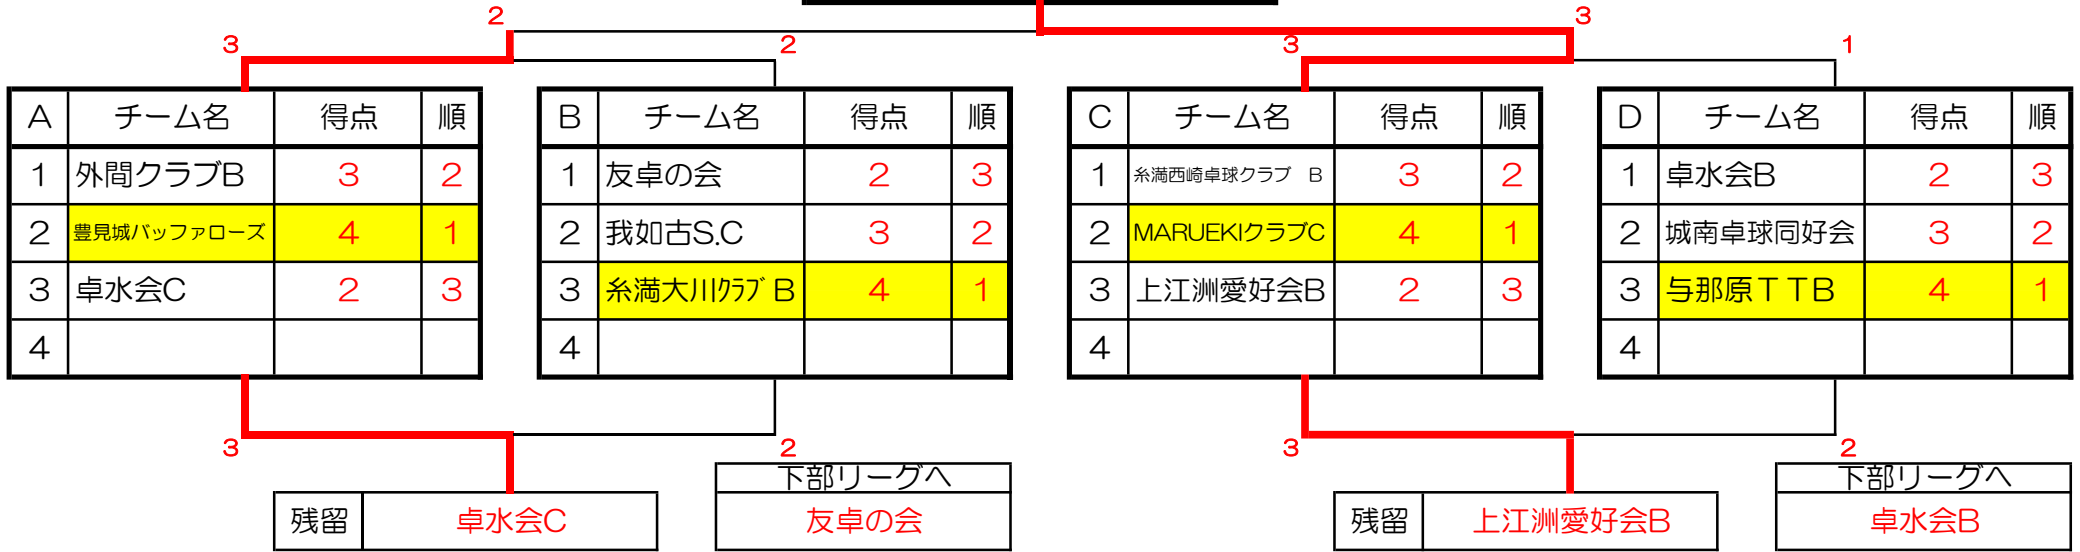 2 3
3 2 3 1
A チーム名 得点 順 B チーム名 得点 順 C チーム名 得点 順 D チーム名 得点 順
1 外間クラブB 3 2 1 友卓の会 2 3 1 糸満西崎卓球クラブ B 3 2 1 卓水会B 2 3
2 豊見城バッファローズ 4 1 2 我如古S.C 3 2 2 MARUEKIクラブC 4 1 2 城南卓球同好会 3 2
3 卓水会C 2 3 3 糸満大川ｸﾗﾌﾞB 4 1 3 上江洲愛好会B 2 3 3 与那原ＴＴB 4 1
4 4 4 4
3 2 3 2
下部リーグへ 下部リーグへ
残留 卓水会C 友卓の会 残留 上江洲愛好会B 卓水会B